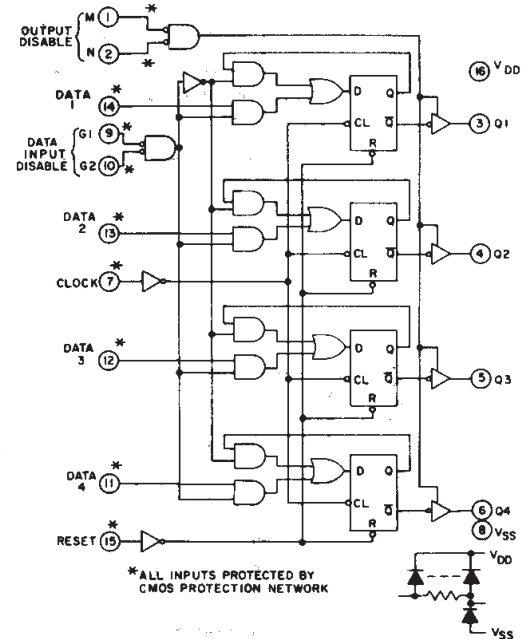 OUTPUT DISABLE { M 1 *
N 2 *
16 VDD
DATA 1 14 *
DATA INPUT DISABLE { G1 9 *
G2 10 *
D Q
CL Q̅
R
3 Q1
DATA 2 13 *
D Q
CL Q̅
R
4 Q2
CLOCK 7 *
DATA 3 12 *
D Q
CL Q̅
R
5 Q3
DATA 4 11 *
D Q
CL Q̅
R
6 Q4
8 VSS
RESET 15 *
*ALL INPUTS PROTECTED BY
CMOS PROTECTION NETWORK
VDD
VSS